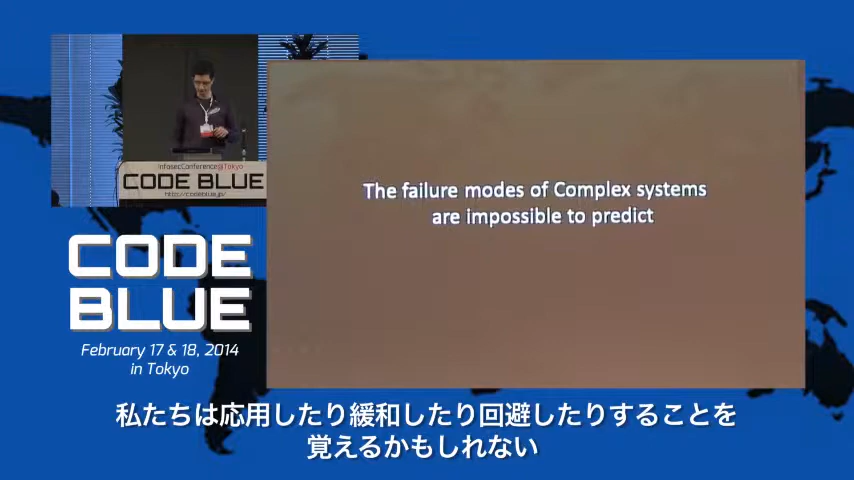 InfosecConference@Tokyo
CODE BLUE
http://codeblue.jp/
The failure modes of Complex systems
are impossible to predict
CODE
BLUE
February 17 & 18, 2014
in Tokyo
私たちは応用したり緩和したり回避したりすることを
覚えるかもしれない